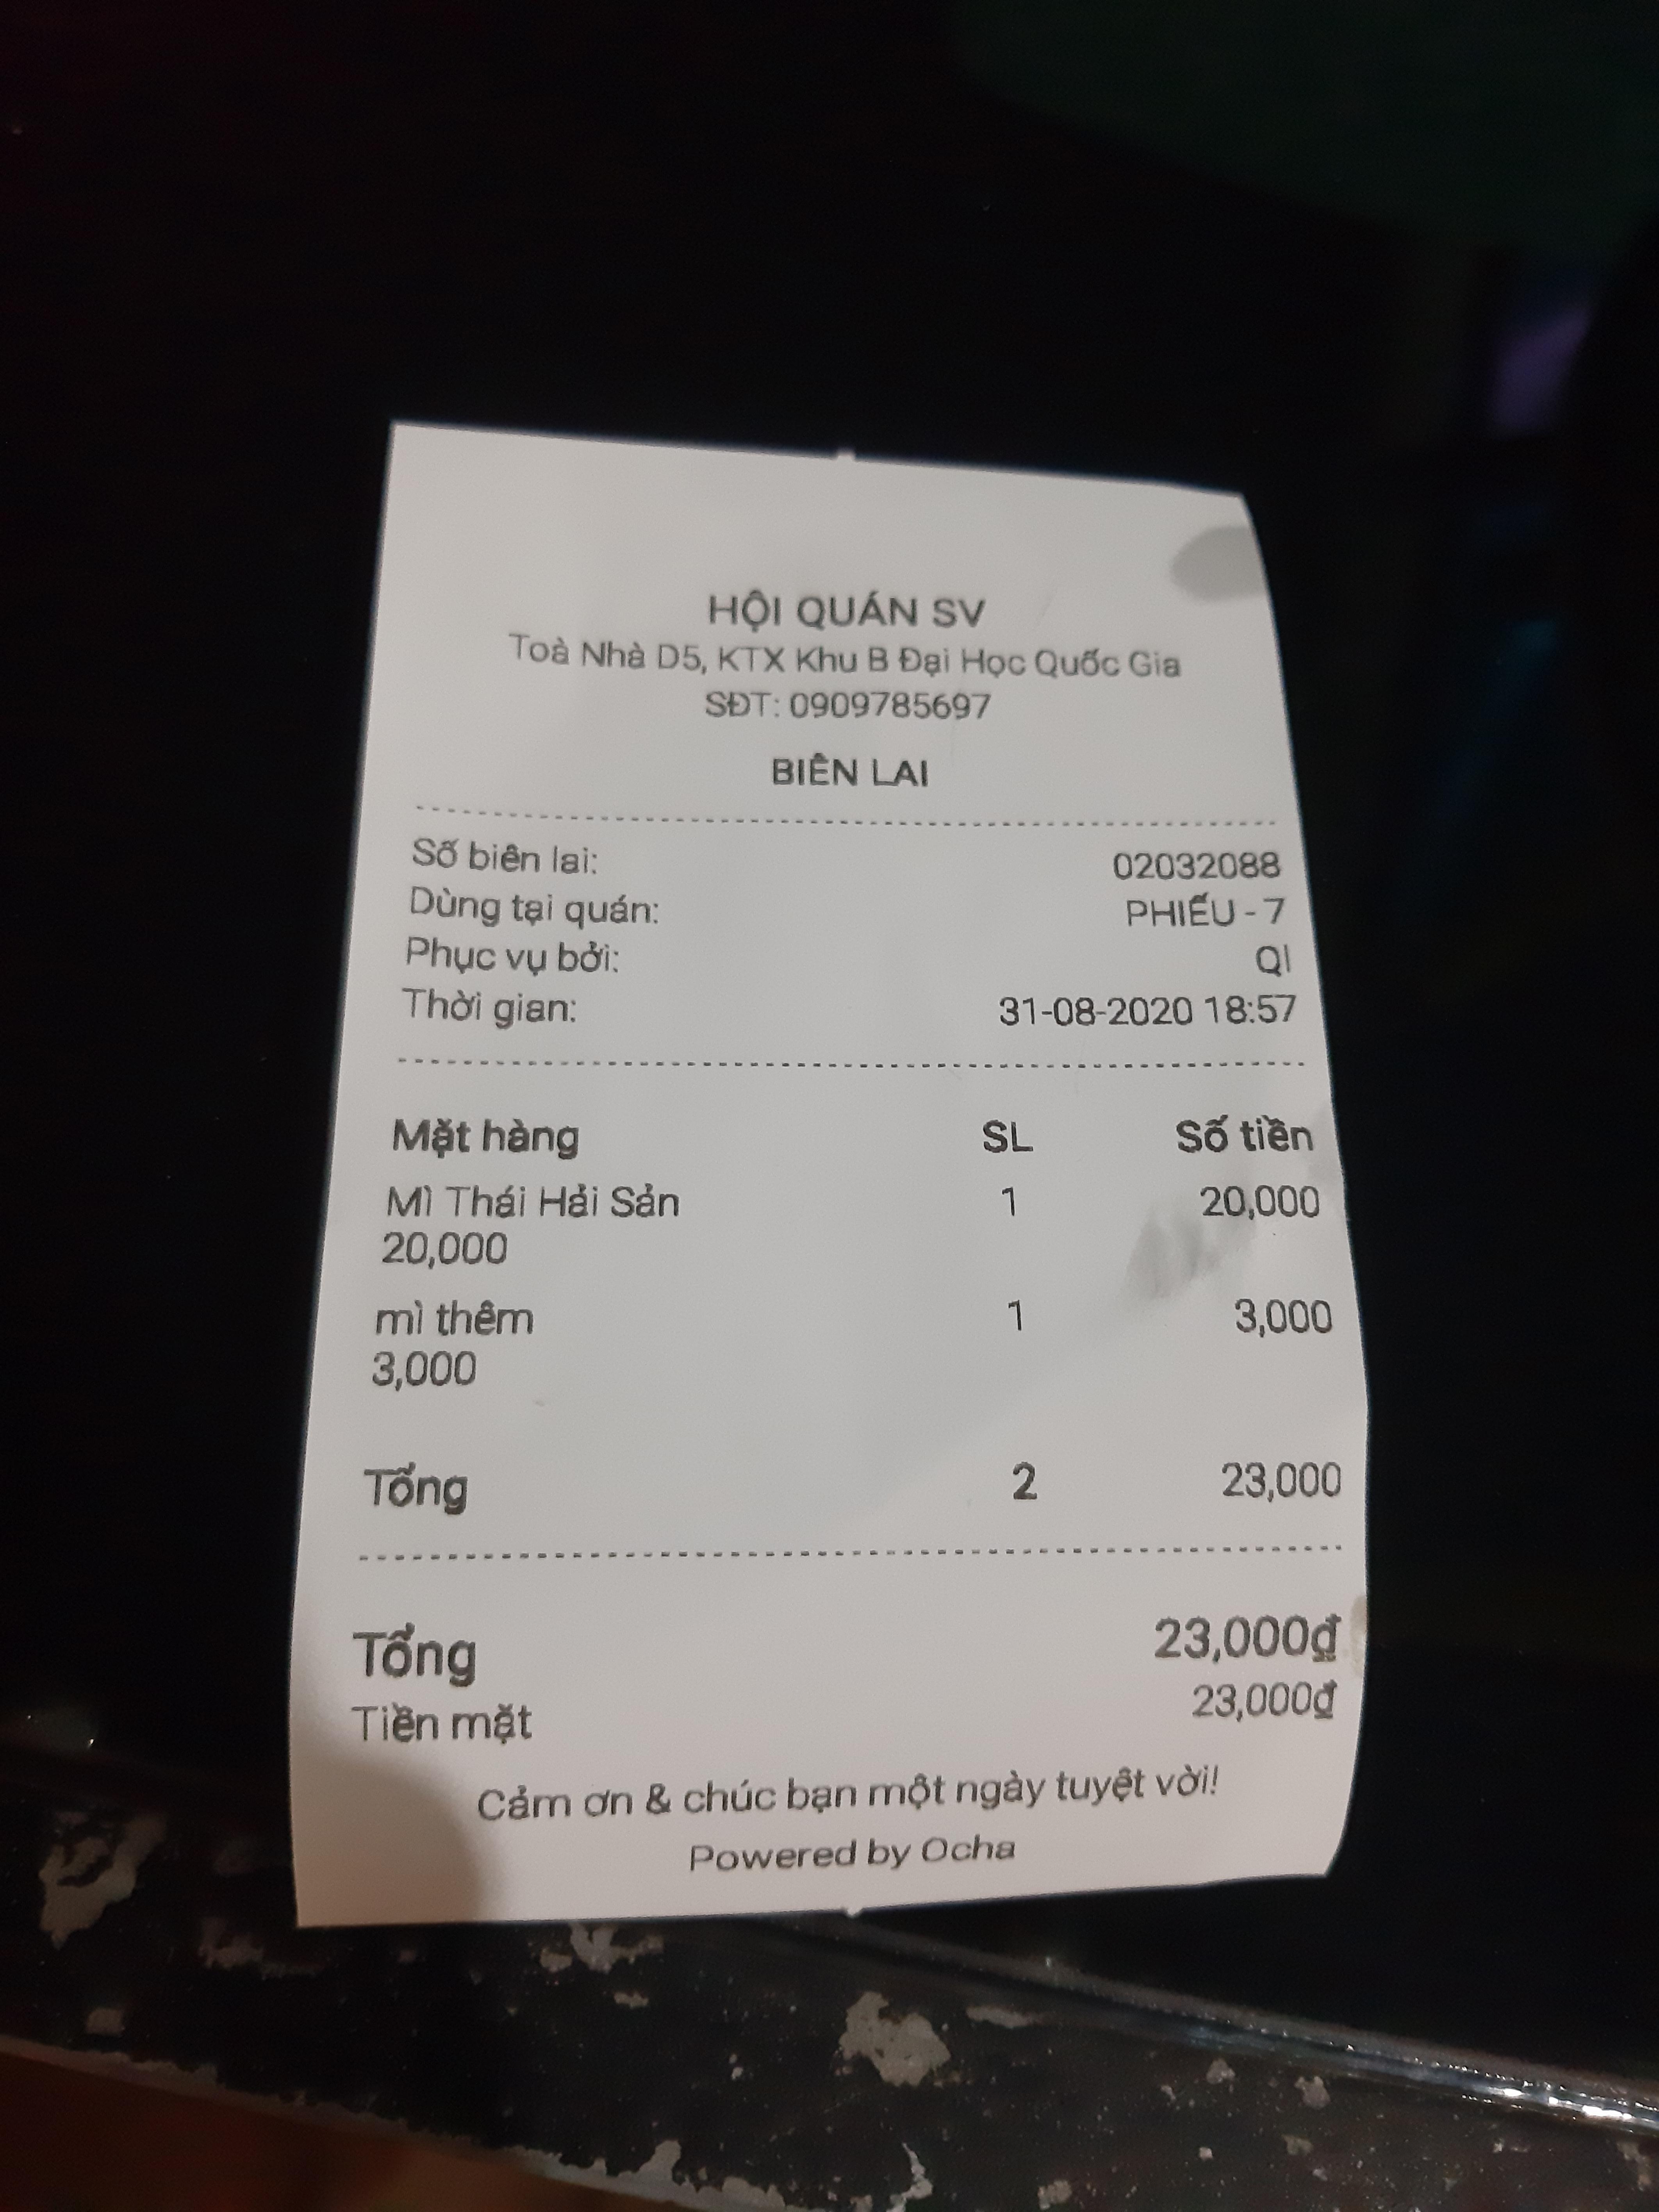 HỘI QUÁN SV
Toà Nhà D5, KTX Khu B Đại Học Quốc Gia
SĐT: 0909785697
BIÊN LAI
Số biên lai: 02032088
Dùng tại quán: PHIẾU - 7
Phục vụ bởi: QI
Thời gian: 31-08-2020 18:57
Mặt hàng SL Số tiền
Mì Thái Hải Sản 1 20,000
20,000
mì thêm 1 3,000
3,000
Tổng 2 23,000
Tổng 23,000₫
Tiền mặt 23,000₫
Cảm ơn & chúc bạn một ngày tuyệt vời!
Powered by Ocha